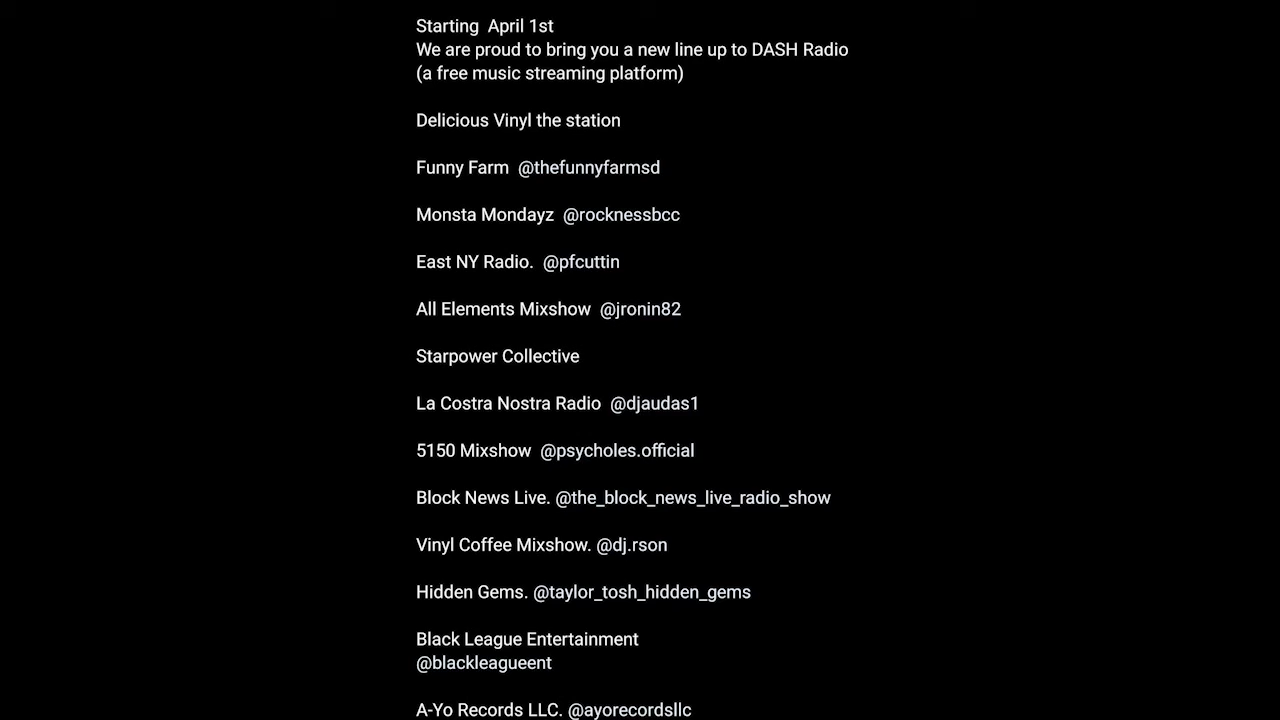 Starting  April 1st
We are proud to bring you a new line up to DASH Radio
(a free music streaming platform)
Delicious Vinyl the station
Funny Farm  @thefunnyfarmsd
Monsta Mondayz  @rocknessbcc
East NY Radio.  @pfcuttin
All Elements Mixshow  @jronin82
Starpower Collective
La Costra Nostra Radio  @djaudas1
5150 Mixshow  @psycholes.official
Block News Live. @the_block_news_live_radio_show
Vinyl Coffee Mixshow. @dj.rson
Hidden Gems. @taylor_tosh_hidden_gems
Black League Entertainment
@blackleagueent
A-Yo Records LLC. @ayorecordsllc